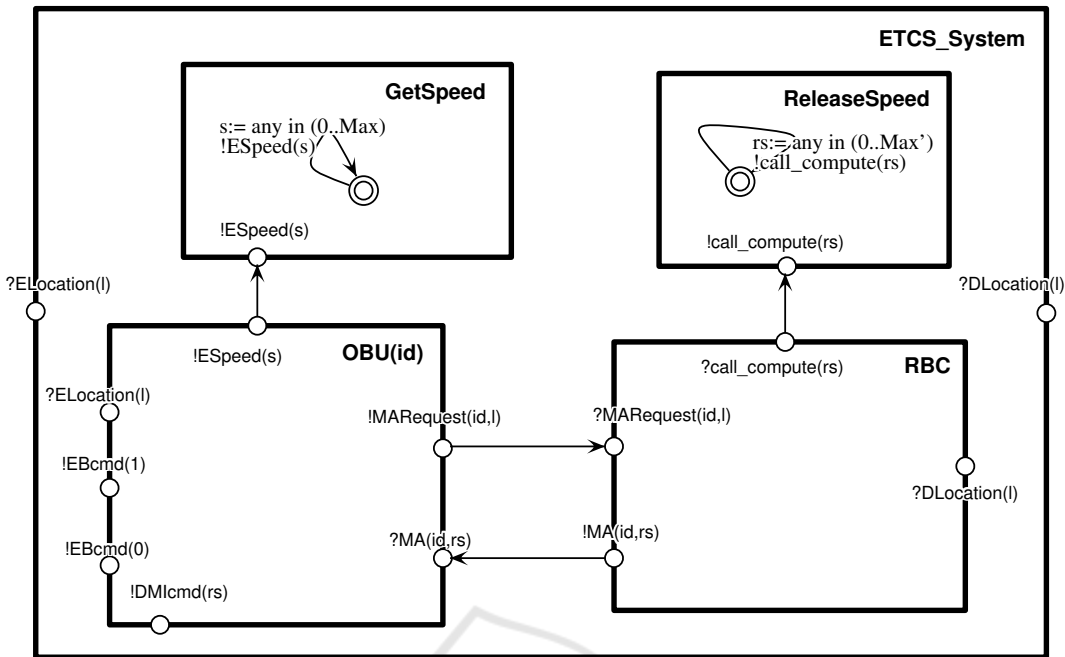 ETCS_System
GetSpeed
s:= any in (0..Max)
!ESpeed(s)
!ESpeed(s)
ReleaseSpeed
rs:= any in (0..Max')
!call_compute(rs)
!call_compute(rs)
?ELocation(l)
?DLocation(l)
!ESpeed(s)
OBU(id)
?ELocation(l)
!EBcmd(1)
!EBcmd(0)
!DMIcmd(rs)
!MARequest(id,l)
?MA(id,rs)
?call_compute(rs)
RBC
?MARequest(id,l)
!MA(id,rs)
?DLocation(l)